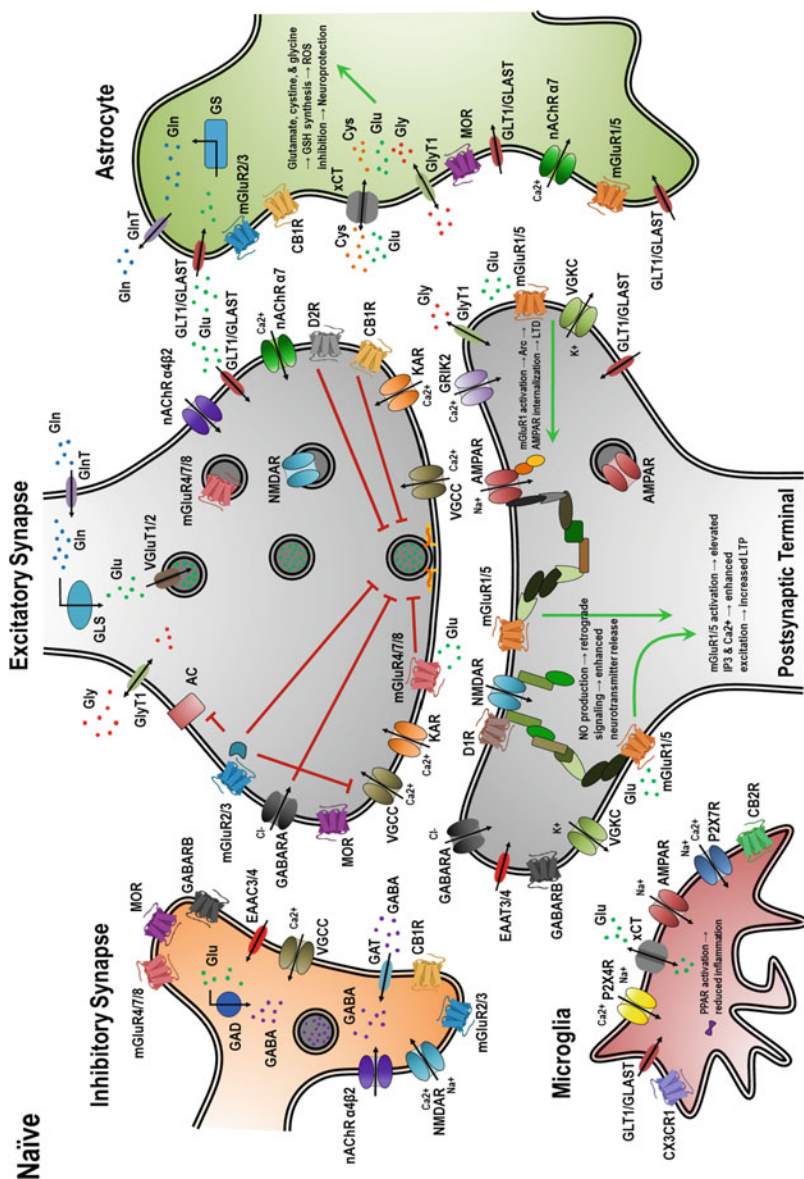 Naïve
Inhibitory Synapse
MOR
mGluR4/7/8
GABARB
Glu
GAD
EAAC3/4
GABA
Ca2+
VGCC
GABA
GAT
GABA
nAChR α4β2
CB1R
Ca2+
NMDAR
Na+
mGluR2/3
Excitatory Synapse
Gln
GlnT
Gln
GLS
Glu
VGluT1/2
Gly
GlyT1
AC
mGluR2/3
Cl-
GABARA
MOR
VGCC
Ca2+
Ca2+
KAR
mGluR4/7/8
Glu
nAChR α4β2
mGluR4/7/8
NMDAR
GLT1/GLAST
Ca2+
nAChR α7
D2R
CB1R
KAR
Ca2+
VGCC
Ca2+
Astrocyte
Gln
GlnT
Gln
GS
Glu
GLT1/GLAST
mGluR2/3
CB1R
Glutamate, cystine, & glycine
→ GSH synthesis → ROS
inhibition → Neuroprotection
Cys
xCT
Cys
Glu
Glu
Gly
GlyT1
MOR
GLT1/GLAST
Ca2+
nAChR α7
mGluR1/5
GLT1/GLAST
Cl-
GABARA
EAAT3/4
GABARB
K+
VGKC
D1R
NMDAR
mGluR1/5
NO production → retrograde
signaling → enhanced
neurotransmitter release
Glu
mGluR1/5
Na+
AMPAR
Ca2+
GRIK2
Gly
GlyT1
Glu
mGluR1/5
mGluR1 activation → Arc →
AMPAR internalization → LTD
K+
VGKC
AMPAR
GLT1/GLAST
mGluR1/5 activation → elevated
IP3 & Ca2+ → enhanced
excitation → increased LTP
Postsynaptic Terminal
Microglia
GLT1/GLAST
CX3CR1
Ca2+
P2X4R
Na+
Glu
xCT
Na+
AMPAR
Na+
Ca2+
P2X7R
CB2R
PPAR activation →
reduced inflammation